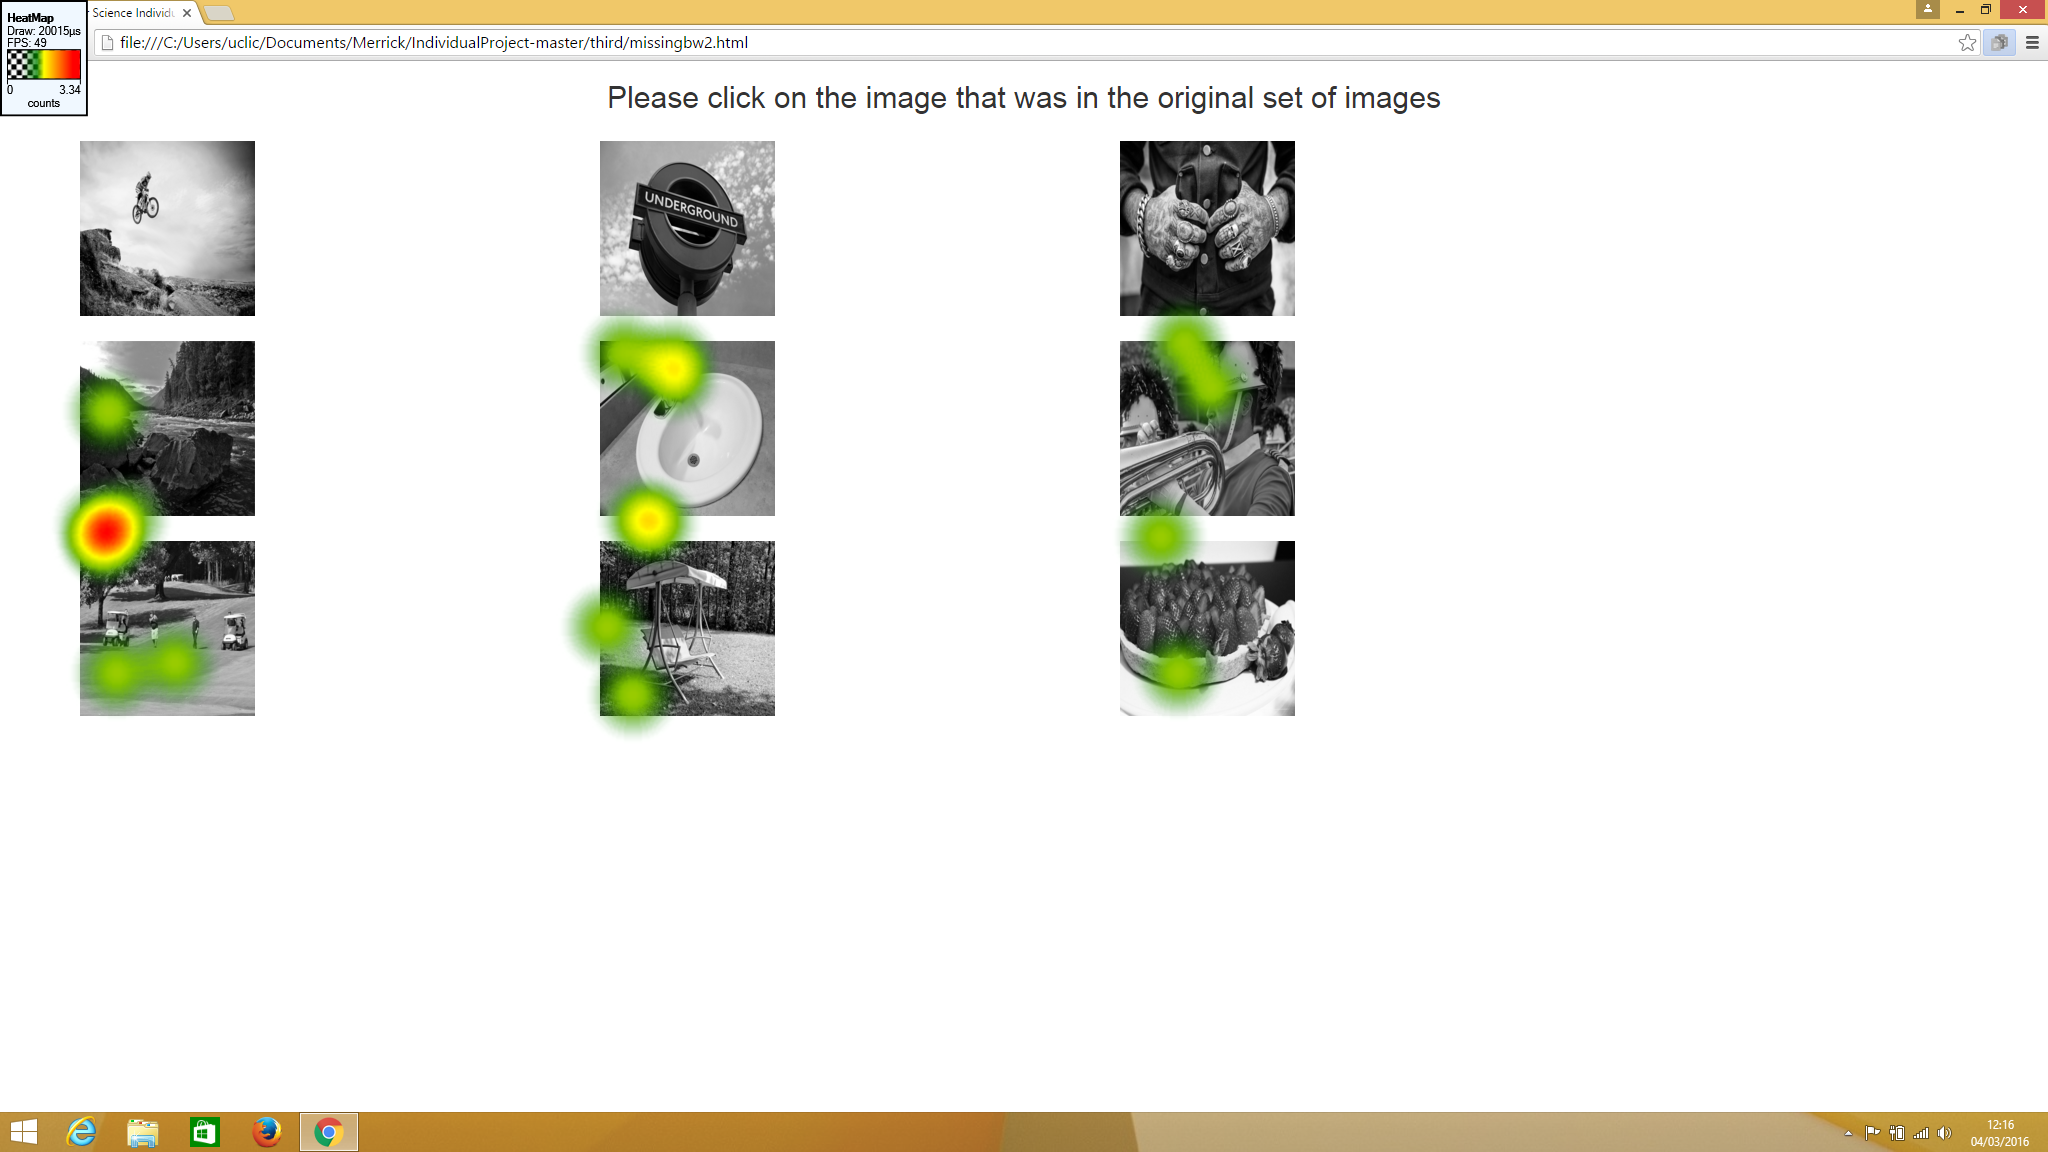 HeatMap
Draw: 20015µs
FPS: 49
0 3.34
counts
Science Individu
file:///C:/Users/uclic/Documents/Merrick/IndividualProject-master/third/missingbw2.html
Please click on the image that was in the original set of images
UNDERGROUND
12:16
04/03/2016